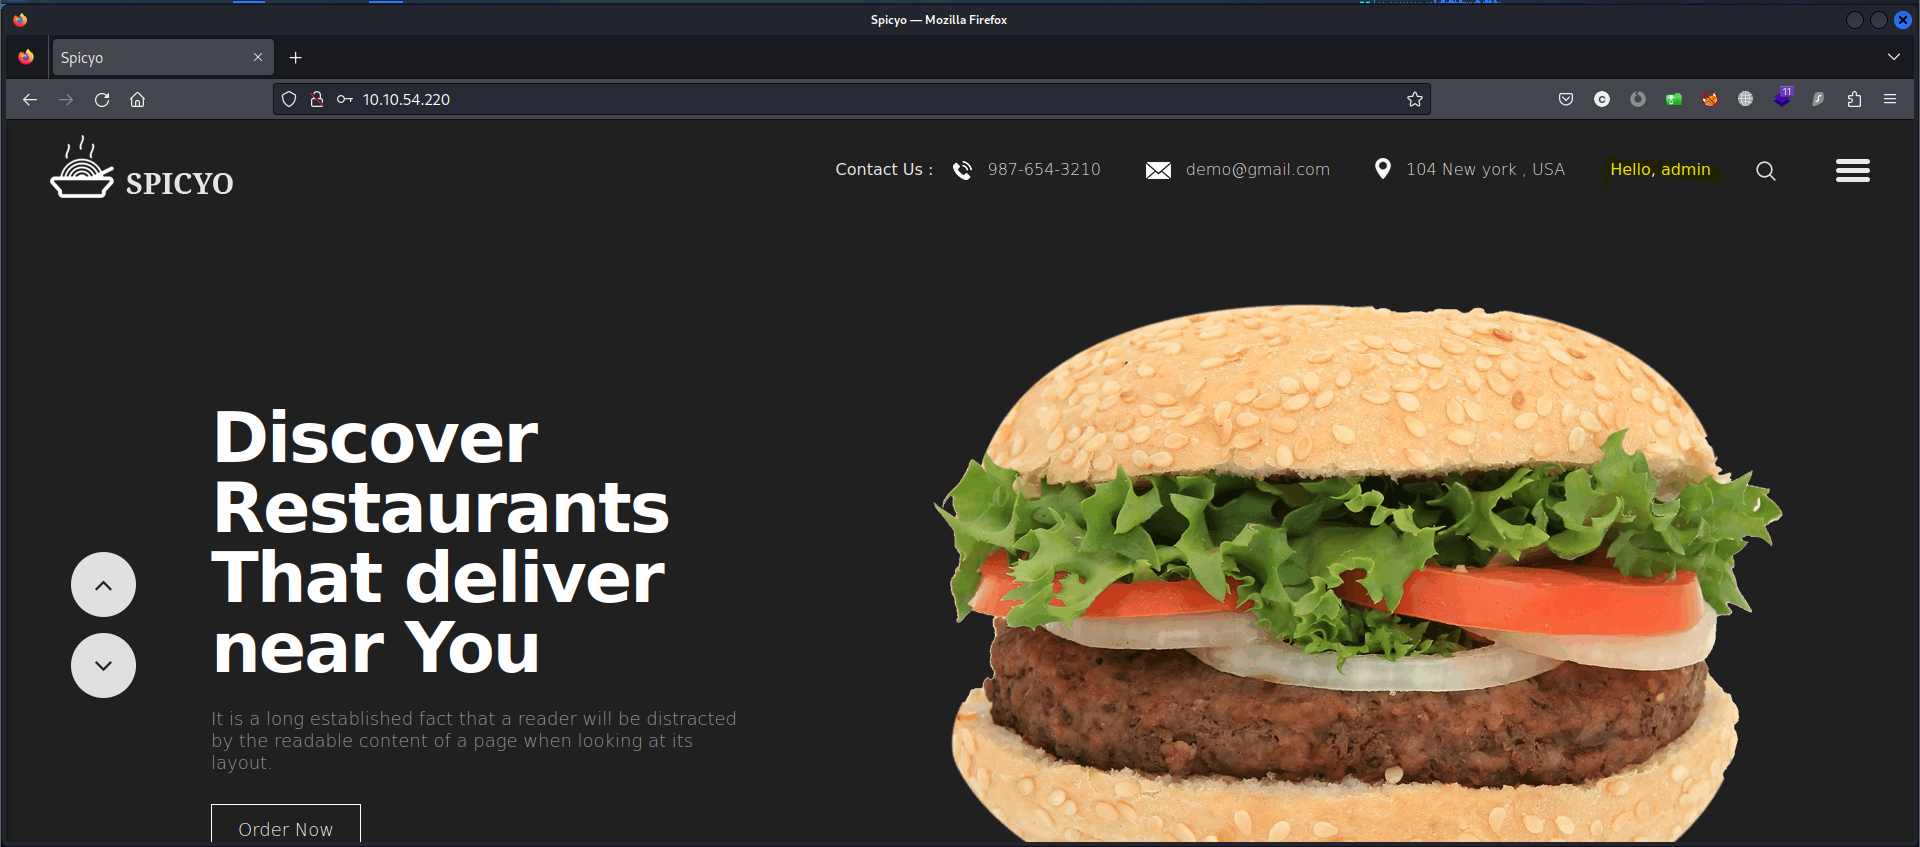 Spicyo — Mozilla Firefox
Spicyo
10.10.54.220
11
SPICYO
Contact Us : 987-654-3210 demo@gmail.com 104 New york , USA Hello, admin
Discover
Restaurants
That deliver
near You
It is a long established fact that a reader will be distracted
by the readable content of a page when looking at its
layout.
Order Now